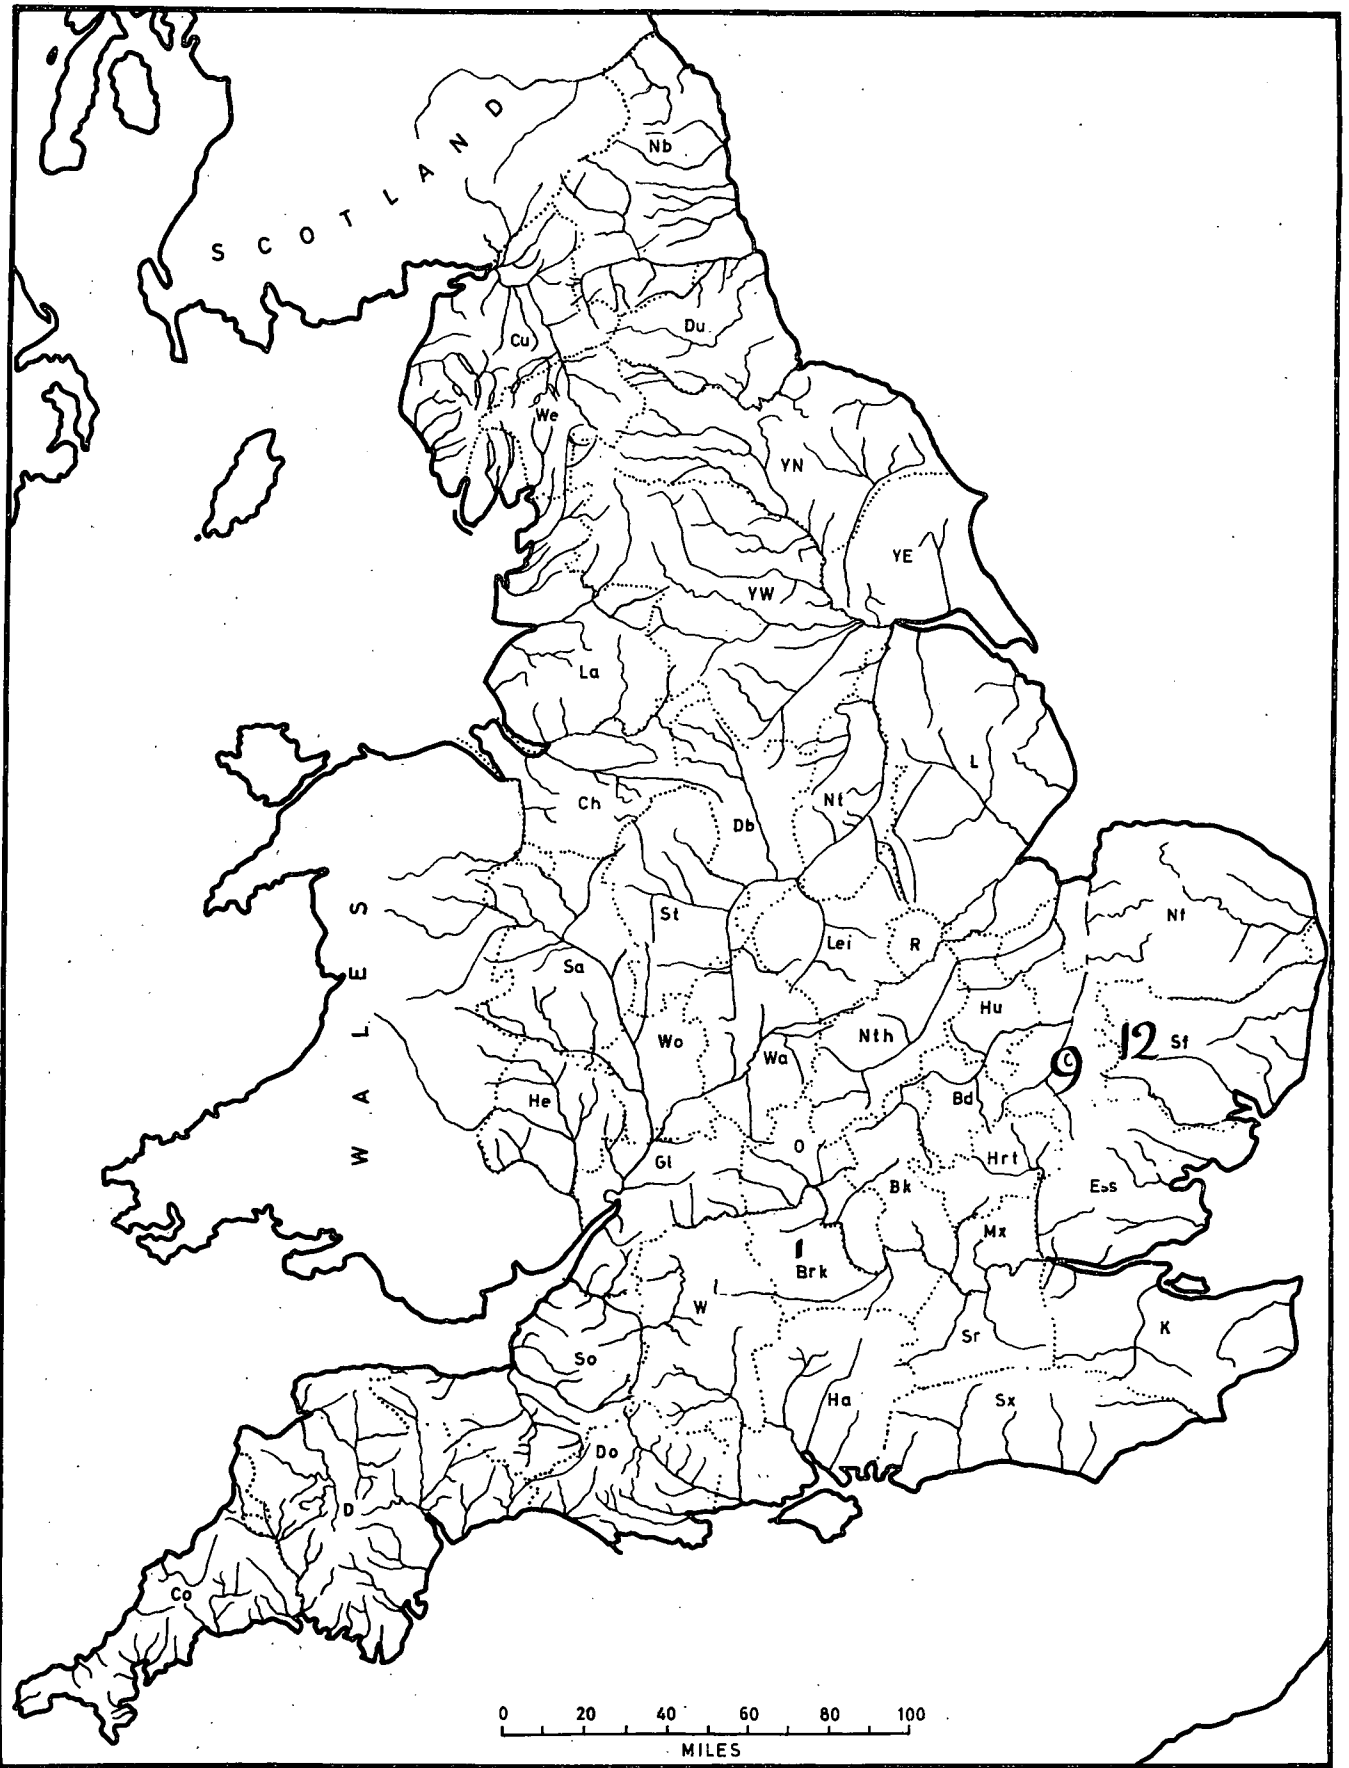 SCOTLAND
Nb
Cu
Du
We
YN
YE
YW
La
L
Ch
Nt
Db
WALES
St
Lei
R
Nf
Sa
Hu
Wo
Wa
Nth
C
9
12
Sf
He
Bd
Gl
O
Hrt
Bk
Ess
Mx
1
Brk
W
Sr
K
So
Ha
Sx
Do
D
Co
0 20 40 60 80 100
MILES